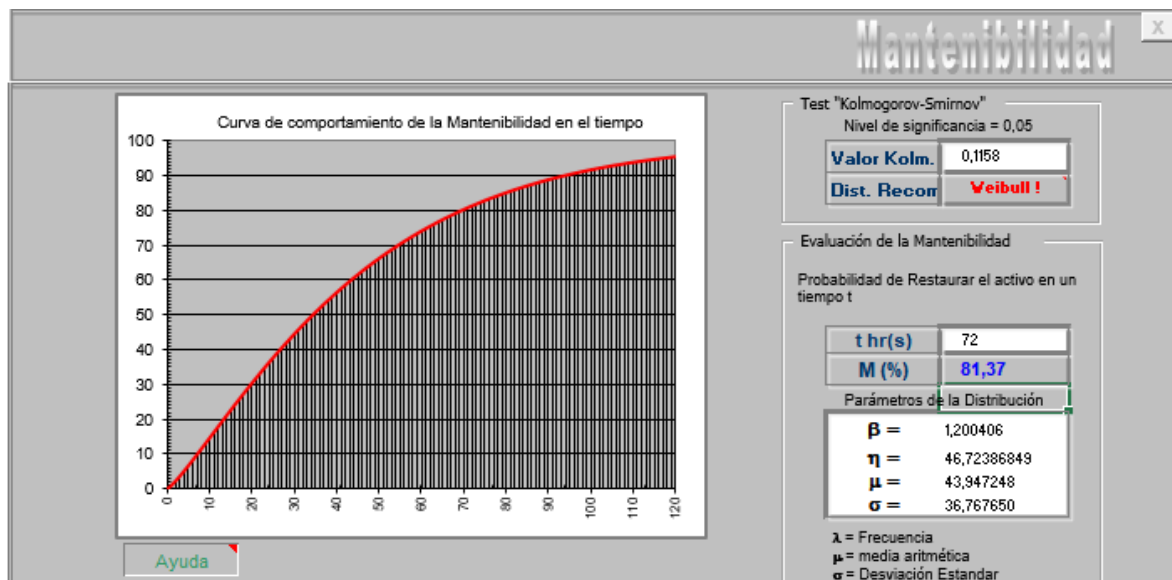 Mantenibilidad
X
Curva de comportamiento de la Mantenibilidad en el tiempo
100
90
80
70
60
50
40
30
20
10
0
0 10 20 30 40 50 60 70 80 90 100 110 120
Ayuda
Test "Kolmogorov-Smirnov"
Nivel de significancia = 0,05
Valor Kolm. 0,1158
Dist. Recom Weibull !
Evaluación de la Mantenibilidad
Probabilidad de Restaurar el activo en un
tiempo t
t hr(s) 72
M (%) 81,37
Parámetros de la Distribución
β = 1,200406
η = 46,72386849
μ = 43,947248
σ = 36,767650
λ = Frecuencia
μ = media aritmética
σ = Desviación Estandar